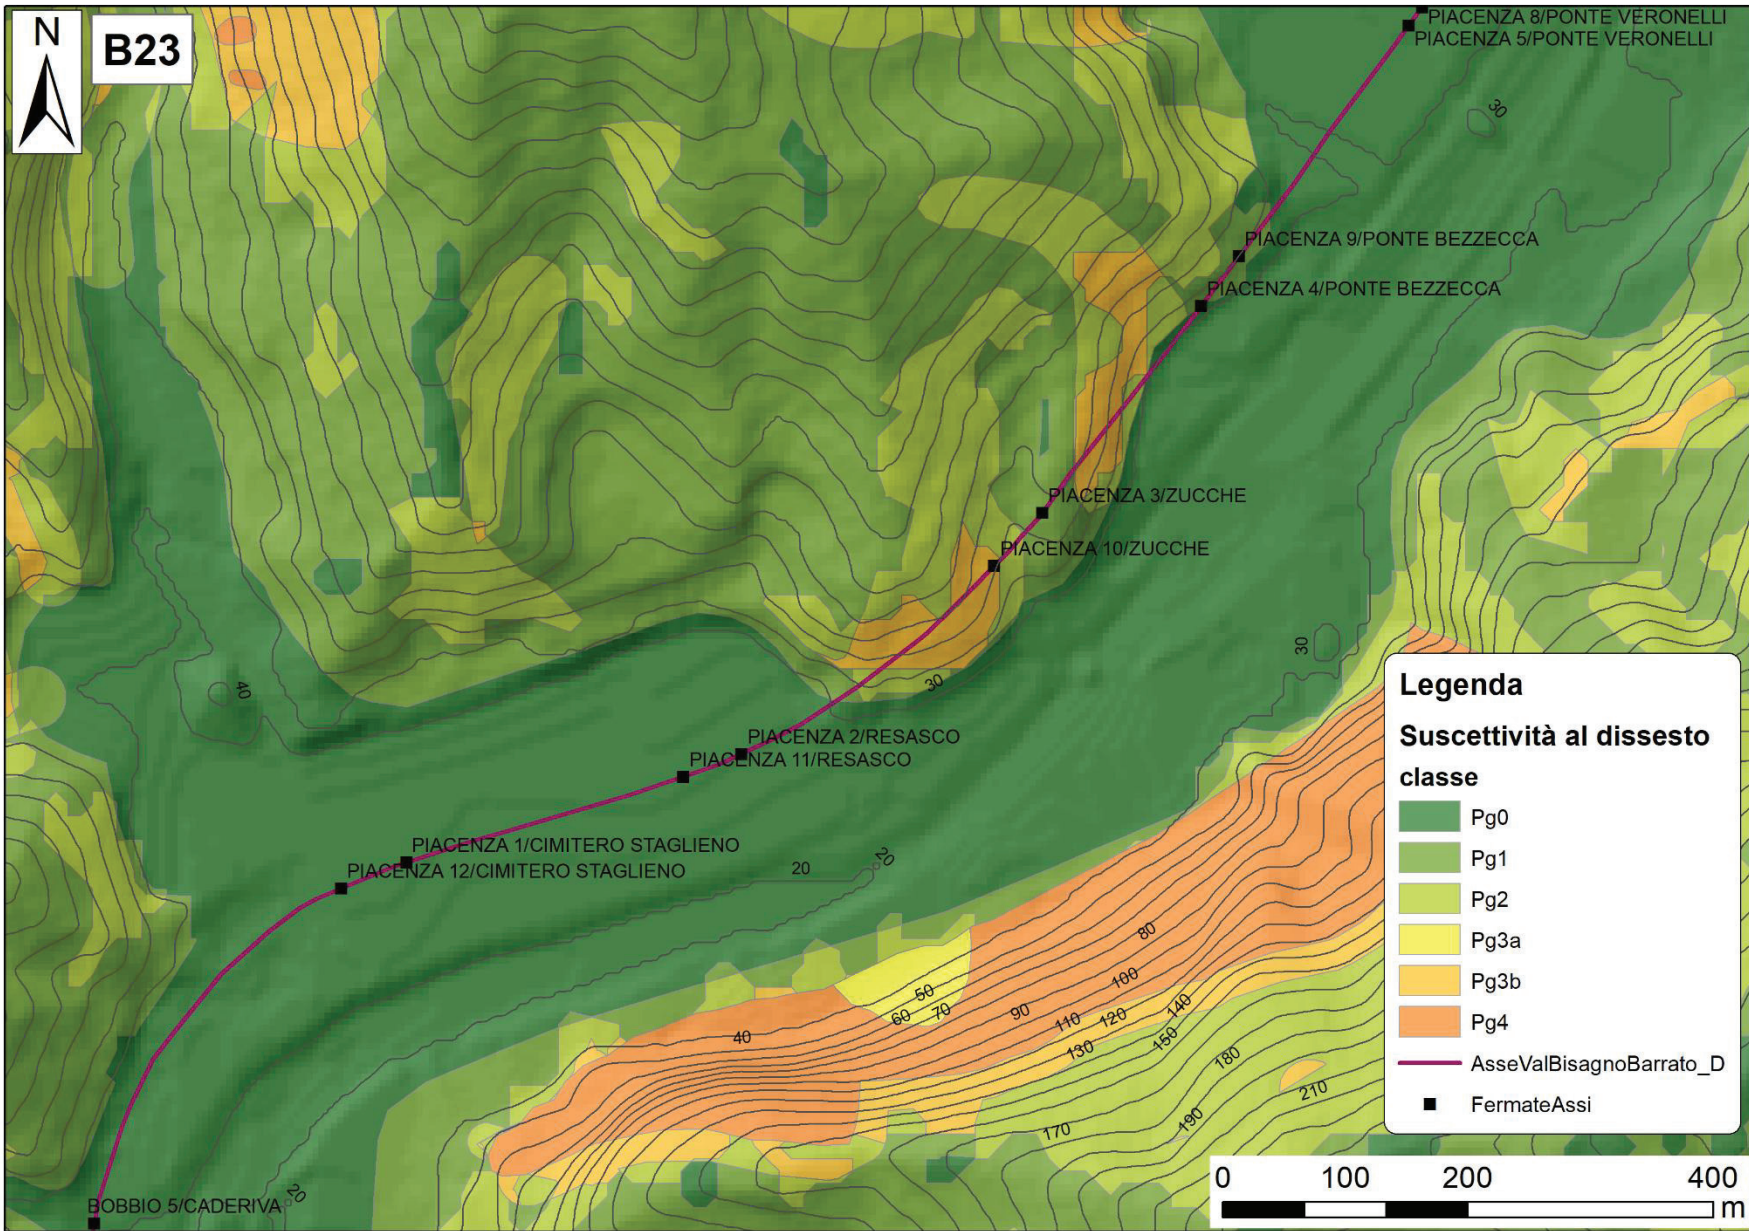 N
B23
PIACENZA 8/PONTE VERONELLI
PIACENZA 5/PONTE VERONELLI
30
PIACENZA 9/PONTE BEZZECCA
PIACENZA 4/PONTE BEZZECCA
PIACENZA 3/ZUCCHE
PIACENZA 10/ZUCCHE
30
40
30
PIACENZA 2/RESASCO
PIACENZA 11/RESASCO
PIACENZA 1/CIMITERO STAGLIENO
PIACENZA 12/CIMITERO STAGLIENO
20
20
80
100
50
60
70
90
110
120
140
40
130
150
180
210
170
190
20
BOBBIO 5/CADERIVA
Legenda
Suscettività al dissesto
classe
Pg0
Pg1
Pg2
Pg3a
Pg3b
Pg4
AsseValBisagnoBarrato_D
FermateAssi
0 100 200 400
m